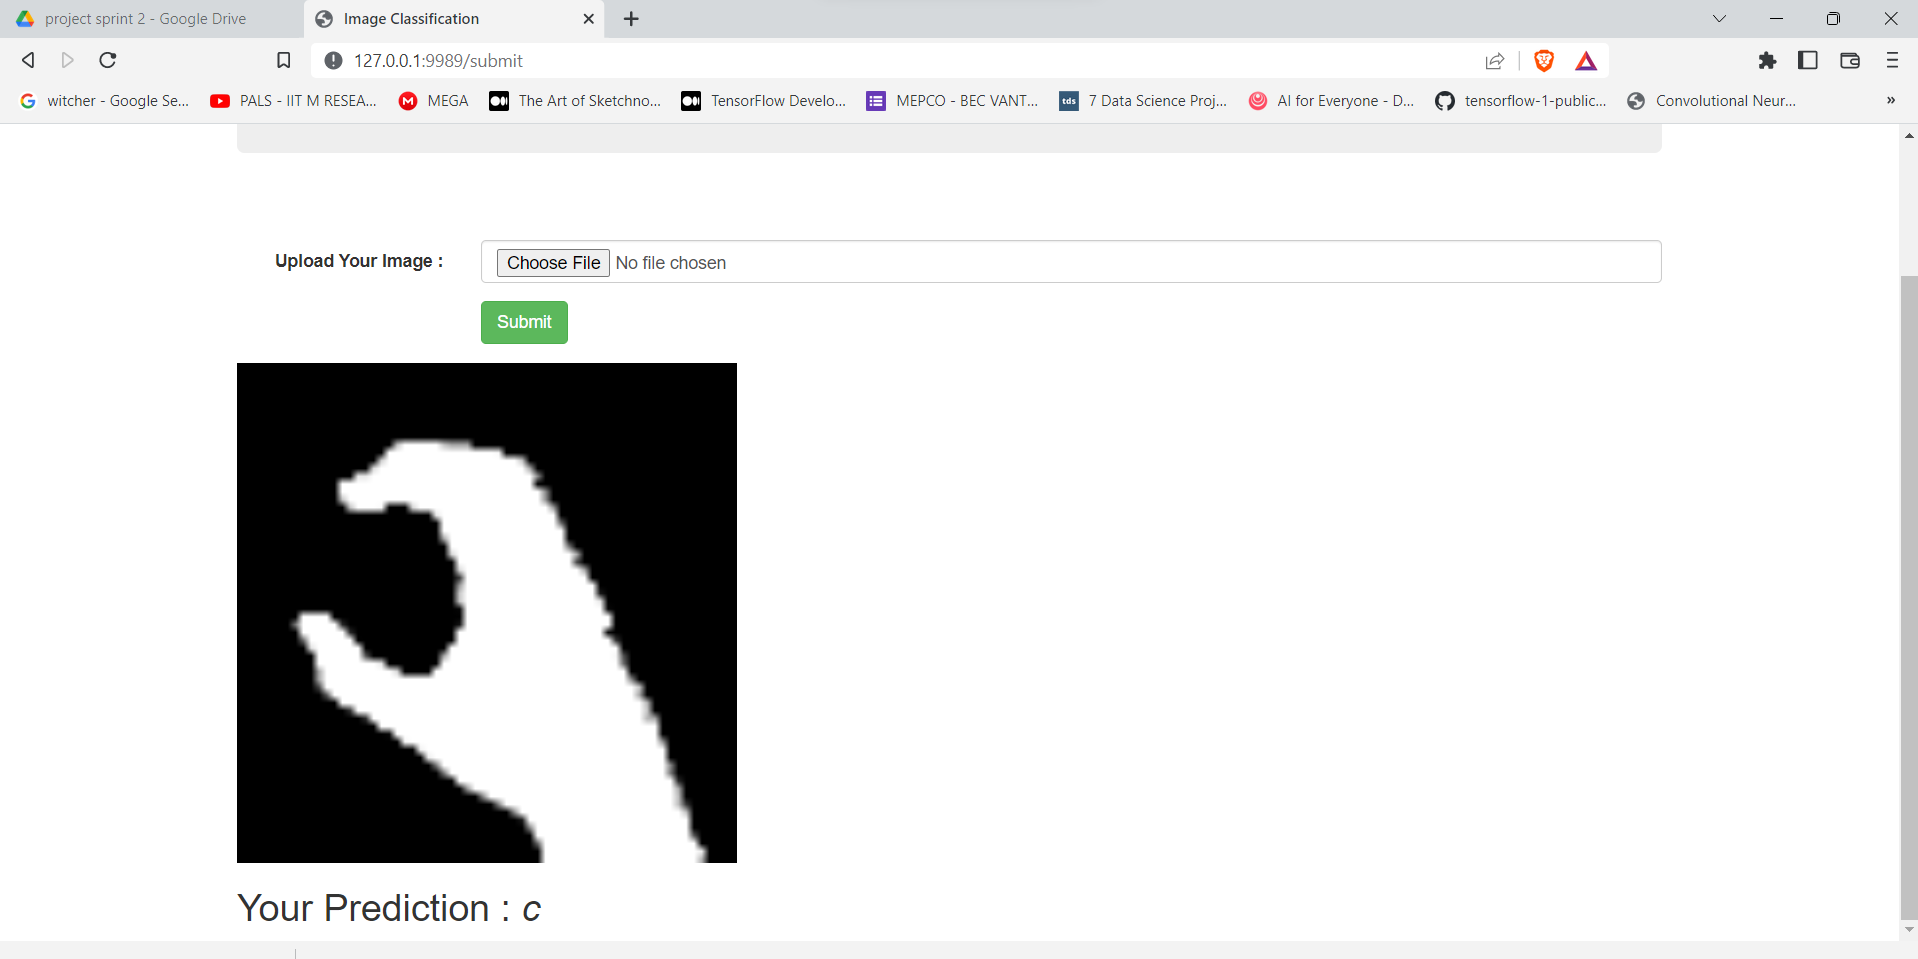 project sprint 2 - Google Drive
Image Classification
127.0.0.1:9989/submit
witcher - Google Se...
PALS - IIT M RESEA...
M MEGA
The Art of Sketchno...
TensorFlow Develo...
MEPCO - BEC VANT...
tds 7 Data Science Proj...
AI for Everyone - D...
tensorflow-1-public...
Convolutional Neur...
»
Upload Your Image :
Choose File No file chosen
Submit
Your Prediction : c